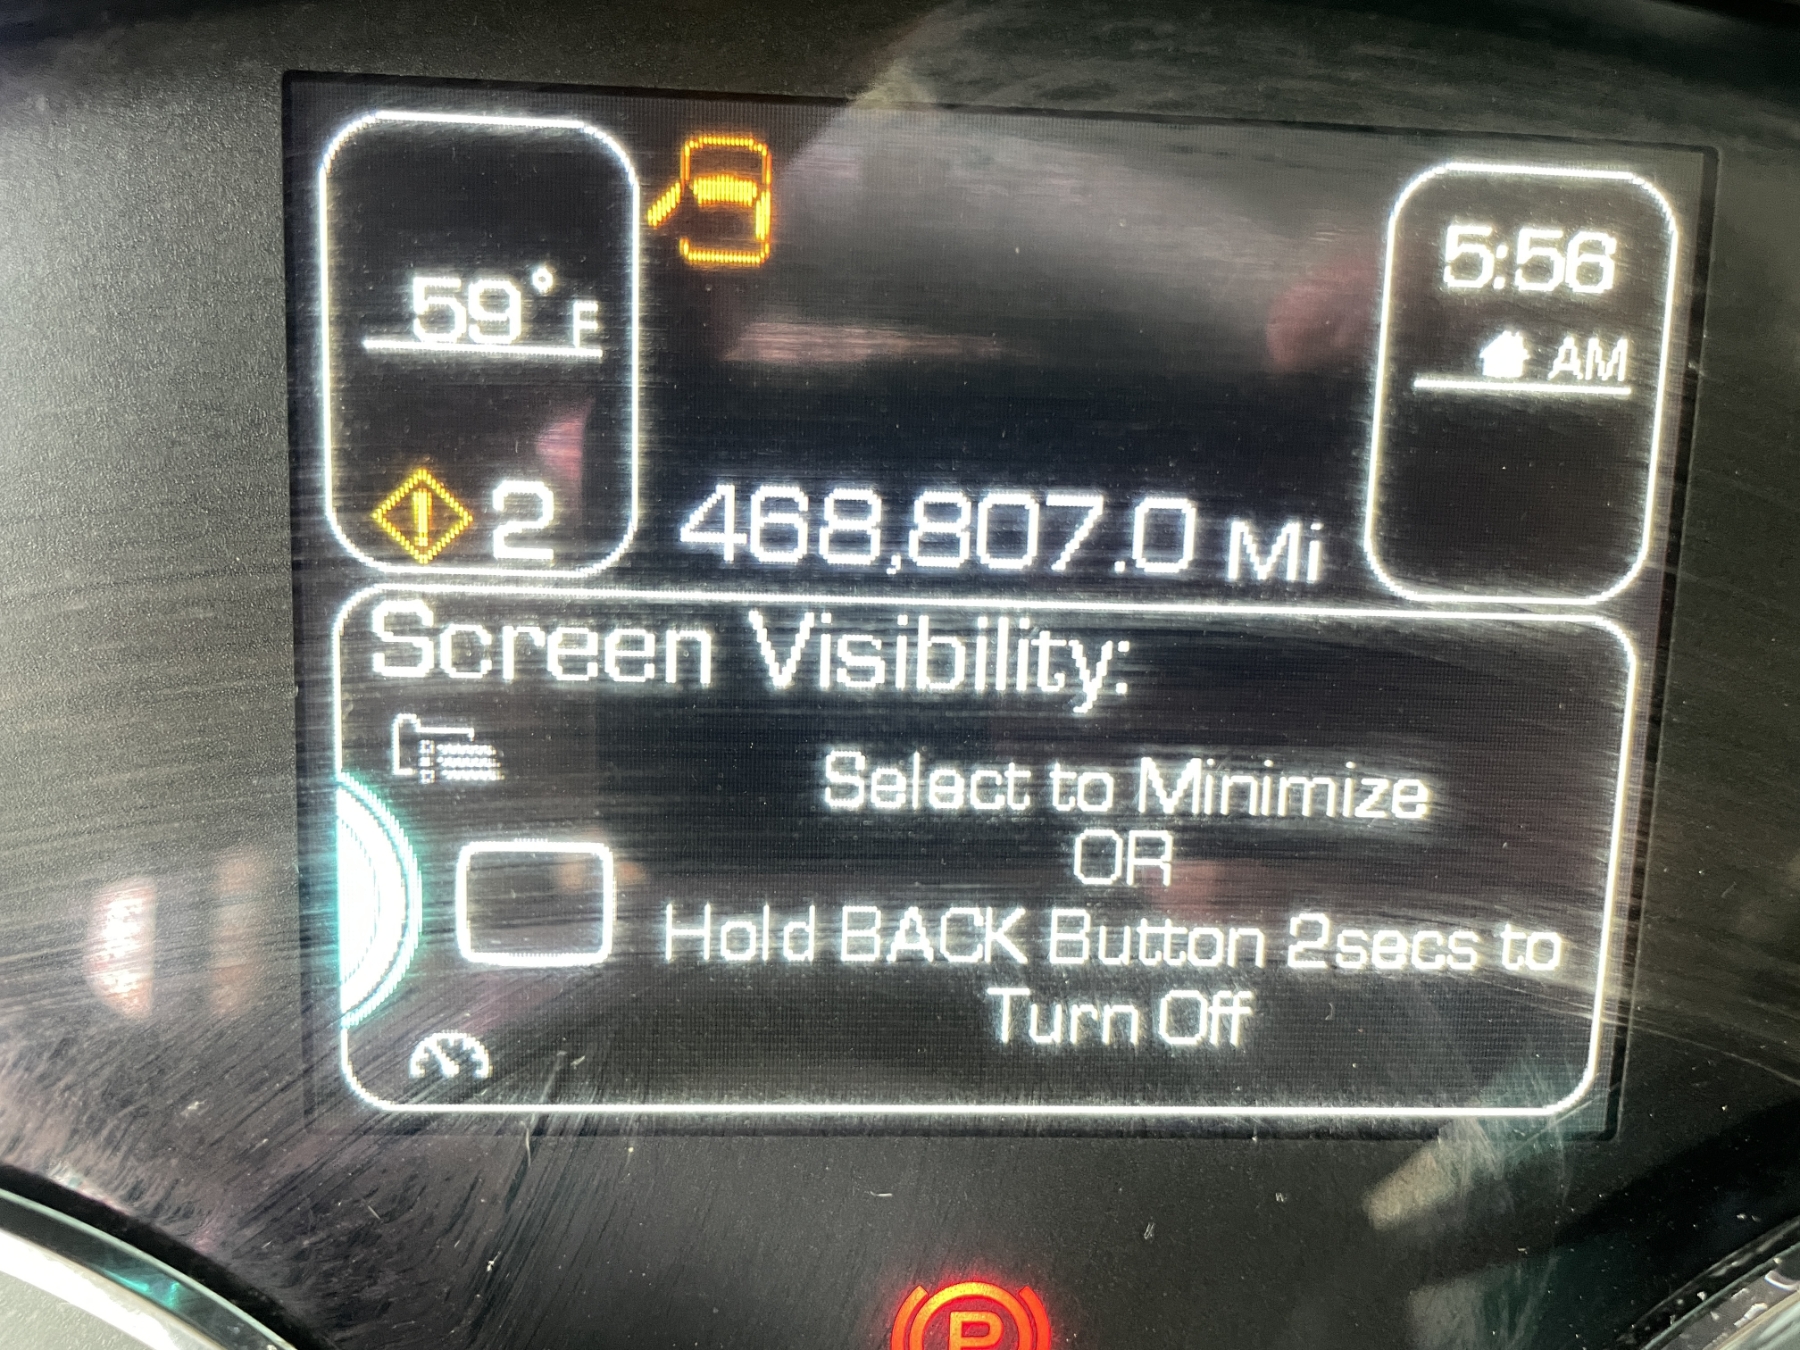 59°F
5:56
AM
2
468,807.0 Mi
Screen Visibility:
Select to Minimize
OR
Hold BACK Button 2secs to
Turn Off
P